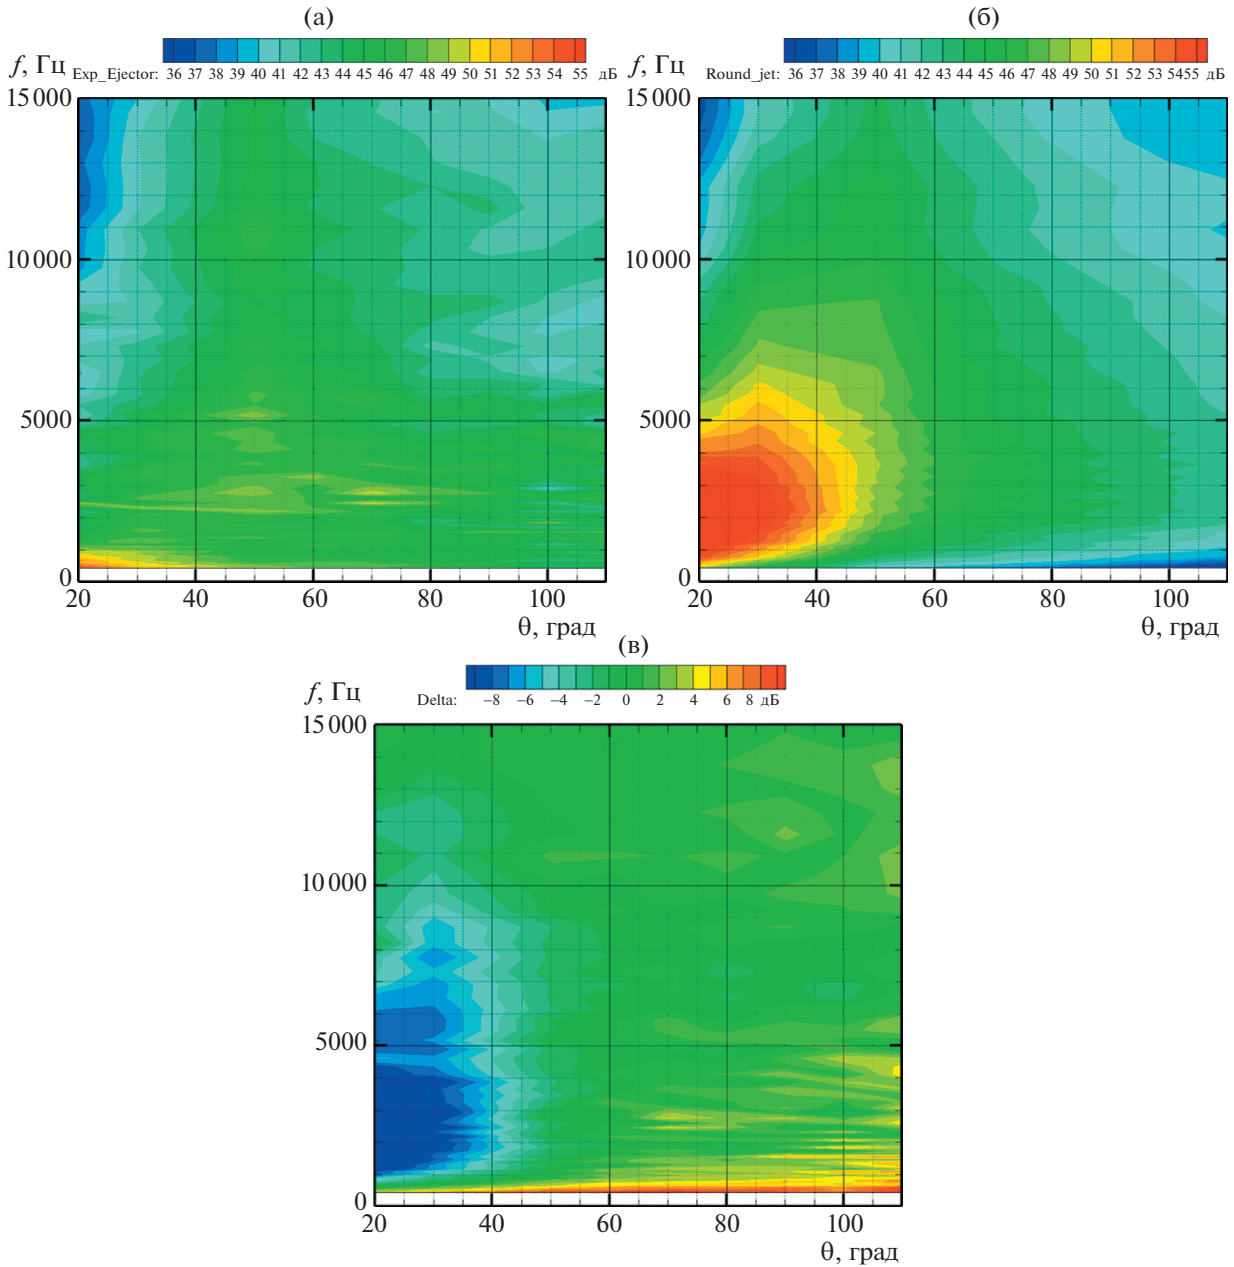 (а)
Exp_Ejector: 36 37 38 39 40 41 42 43 44 45 46 47 48 49 50 51 52 53 54 55 дБ
f, Гц
15 000
10 000
5000
0
20 40 60 80 100
θ, град
(б)
Round_jet: 36 37 38 39 40 41 42 43 44 45 46 47 48 49 50 51 52 53 54 55 дБ
f, Гц
15 000
10 000
5000
0
20 40 60 80 100
θ, град
(в)
Delta: −8 −6 −4 −2 0 2 4 6 8 дБ
f, Гц
15 000
10 000
5000
0
20 40 60 80 100
θ, град